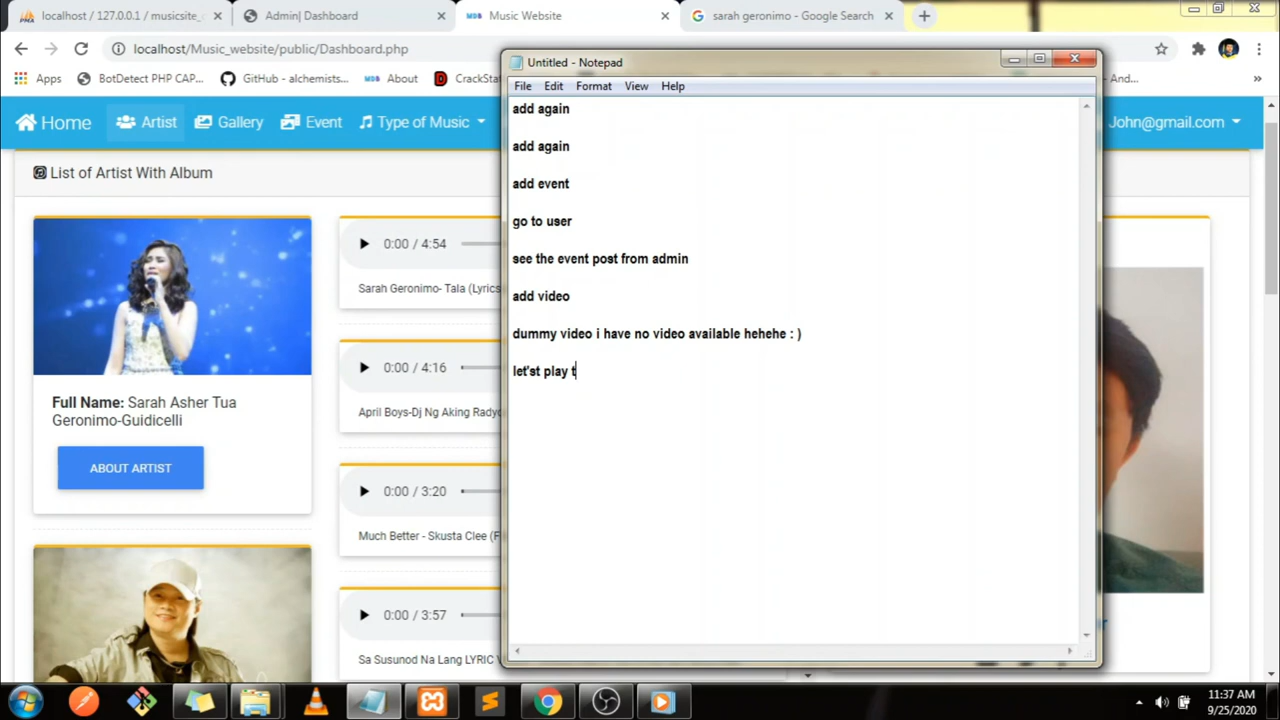 localhost / 127.0.0.1 / musicsite_
Admin| Dashboard
Music Website
sarah geronimo - Google Search
localhost/Music_website/public/Dashboard.php
Apps
BotDetect PHP CAP...
GitHub - alchemists...
About
CrackStat
- And...
»
Home
Artist
Gallery
Event
Type of Music
John@gmail.com
List of Artist With Album
Full Name: Sarah Asher Tua
Geronimo-Guidicelli
ABOUT ARTIST
0:00 / 4:54
Sarah Geronimo- Tala (Lyrics
0:00 / 4:16
April Boys-Dj Ng Aking Radyo
0:00 / 3:20
Much Better - Skusta Clee (F
0:00 / 3:57
Sa Susunod Na Lang LYRIC V
Untitled - Notepad
File Edit Format View Help
add again
add again
add event
go to user
see the event post from admin
add video
dummy video i have no video available hehehe : )
let'st play t
11:37 AM
9/25/2020